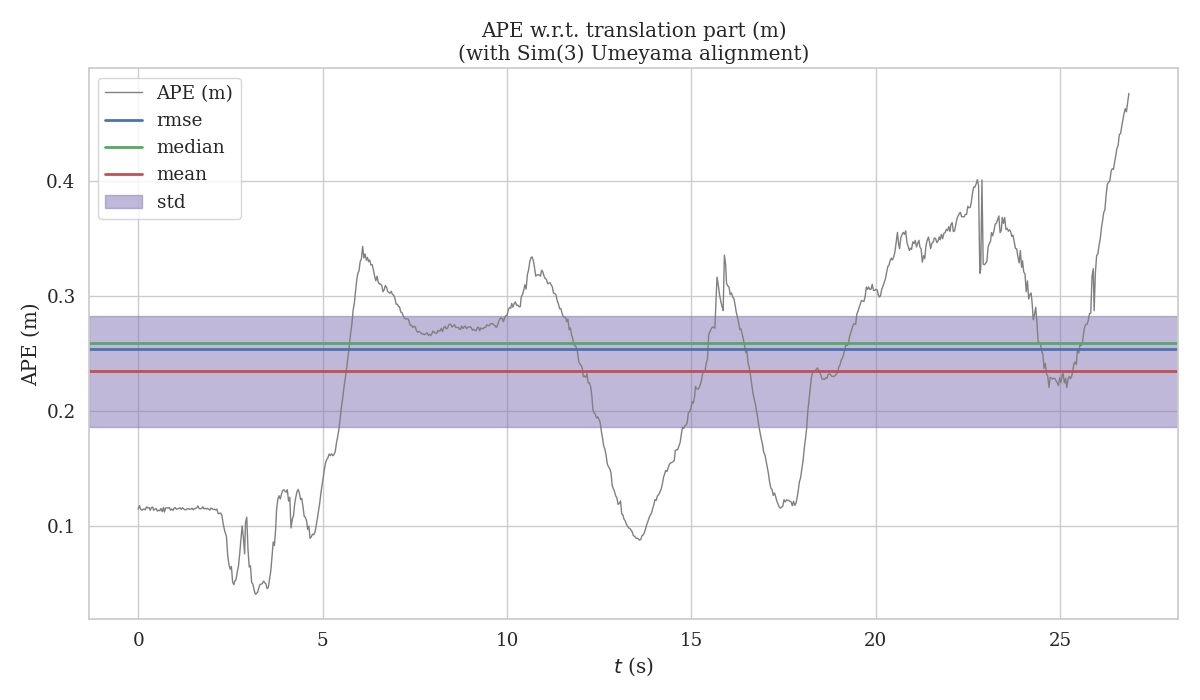 APE w.r.t. translation part (m)
(with Sim(3) Umeyama alignment)
APE (m)
rmse
median
mean
std
APE (m)
0.4
0.3
0.2
0.1
0
5
10
15
20
25
t (s)